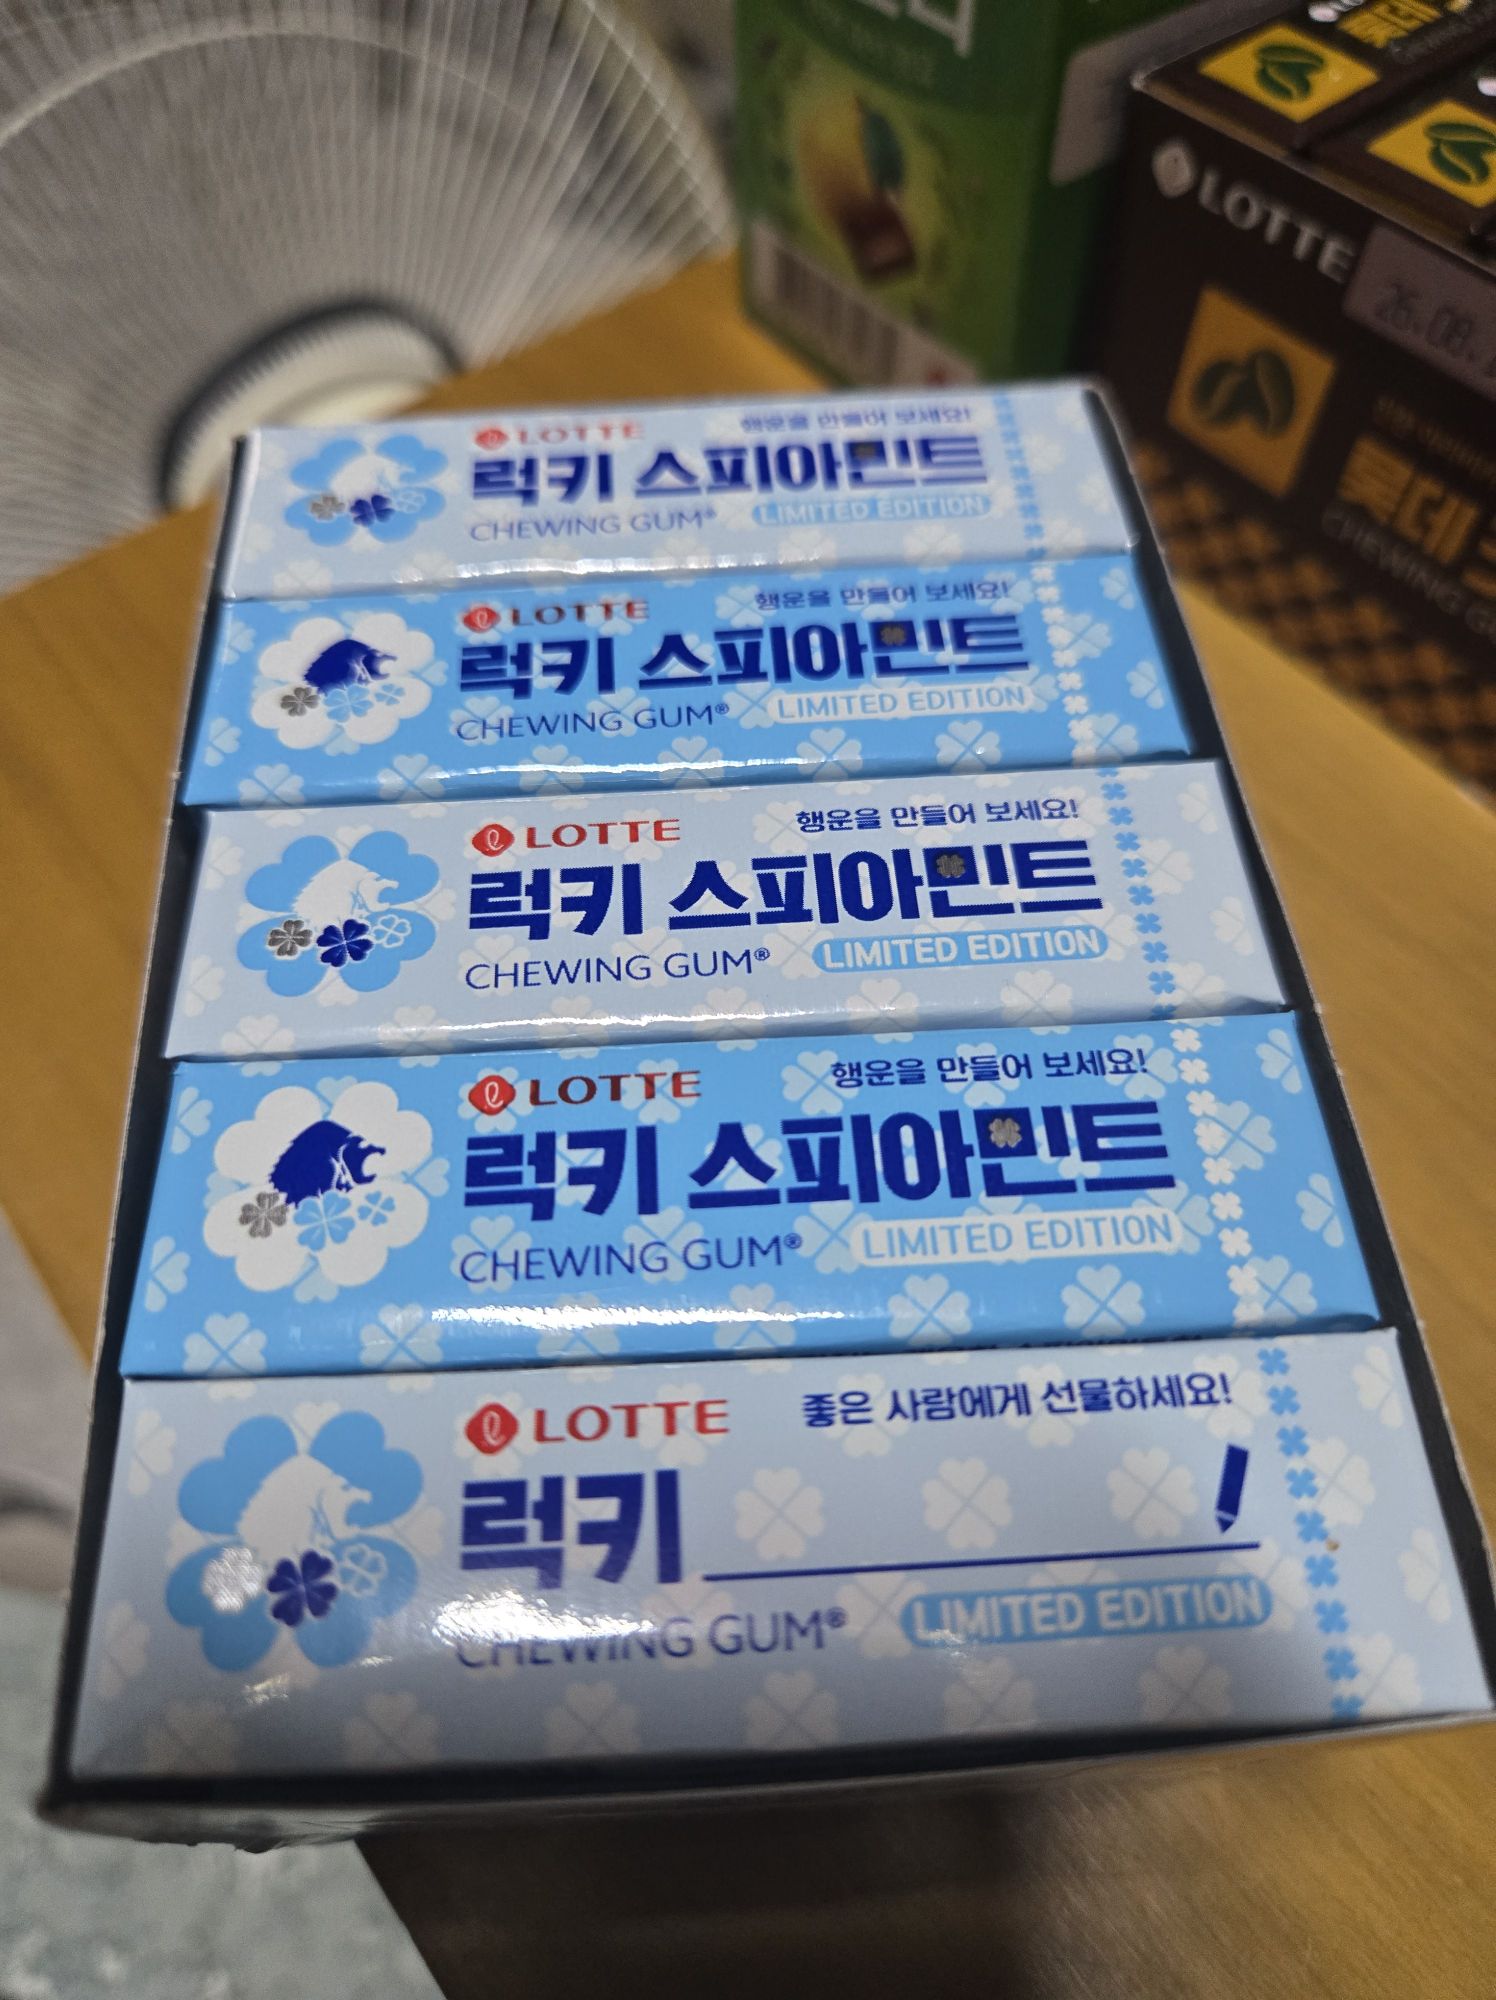 LOTTE
26.08.
롯데
CHEWING G
LOTTE
행운을 만들어 보세요!
럭키 스피아민트
CHEWING GUM®
LIMITED EDITION
LOTTE
행운을 만들어 보세요!
럭키 스피아민트
CHEWING GUM®
LIMITED EDITION
LOTTE
행운을 만들어 보세요!
럭키 스피아민트
CHEWING GUM®
LIMITED EDITION
LOTTE
행운을 만들어 보세요!
럭키 스피아민트
CHEWING GUM®
LIMITED EDITION
LOTTE
좋은 사람에게 선물하세요!
럭키
CHEWING GUM®
LIMITED EDITION